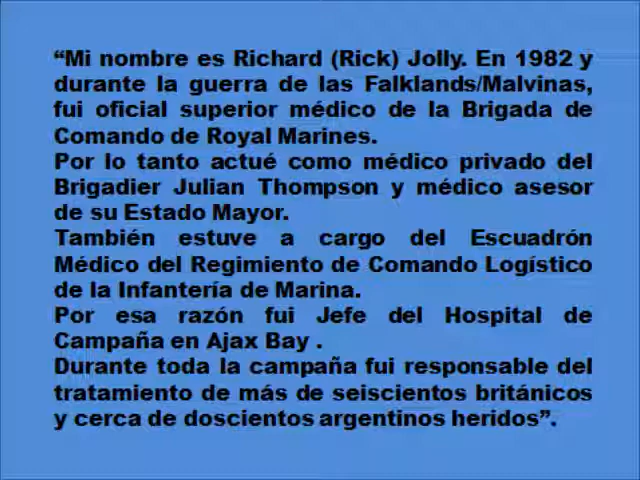 “Mi nombre es Richard (Rick) Jolly. En 1982 y
durante la guerra de las Falklands/Malvinas,
fui oficial superior médico de la Brigada de
Comando de Royal Marines.
Por lo tanto actué como médico privado del
Brigadier Julian Thompson y médico asesor
de su Estado Mayor.
También estuve a cargo del Escuadrón
Médico del Regimiento de Comando Logístico
de la Infantería de Marina.
Por esa razón fui Jefe del Hospital de
Campaña en Ajax Bay .
Durante toda la campaña fui responsable del
tratamiento de más de seiscientos británicos
y cerca de doscientos argentinos heridos”.